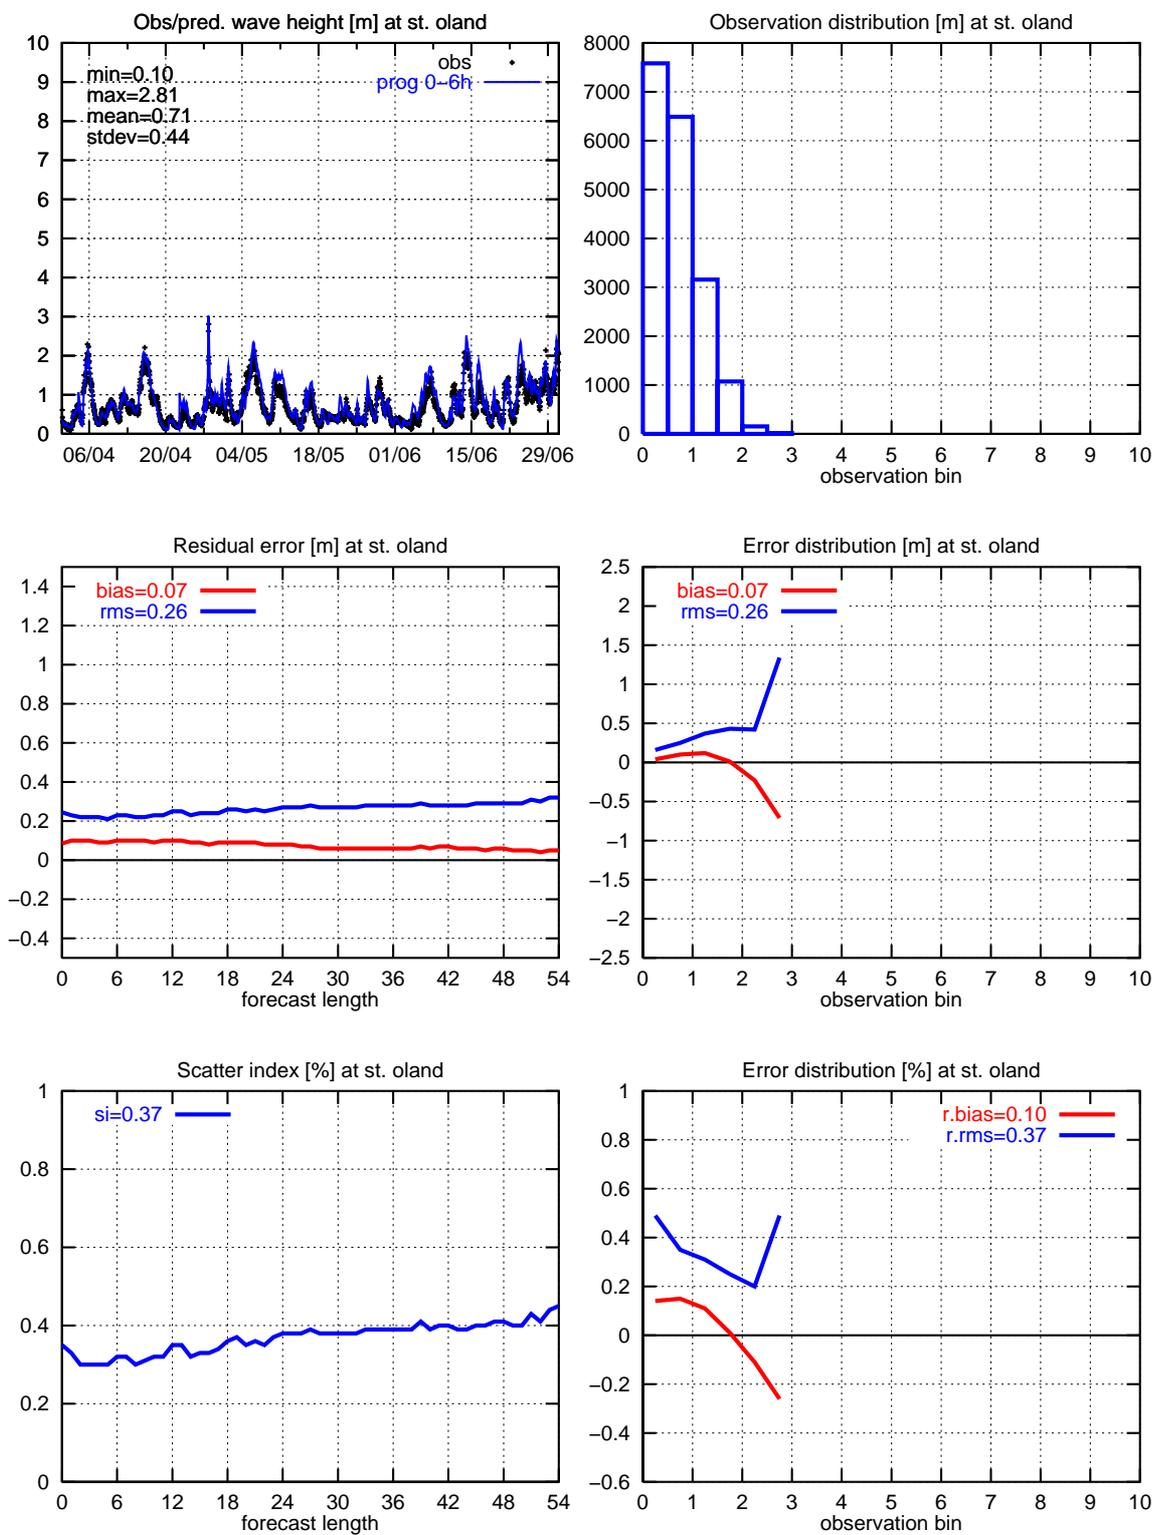 Obs/pred. wave height [m] at st. oland
10
9
8
7
6
5
4
3
2
1
0
min=0.10
max=2.81
mean=0.71
stdev=0.44
obs
prog 0–6h
06/04 20/04 04/05 18/05 01/06 15/06 29/06
Observation distribution [m] at st. oland
8000
7000
6000
5000
4000
3000
2000
1000
0
0 1 2 3 4 5 6 7 8 9 10
observation bin
Residual error [m] at st. oland
1.4
1.2
1
0.8
0.6
0.4
0.2
0
–0.2
–0.4
bias=0.07
rms=0.26
0 6 12 18 24 30 36 42 48 54
forecast length
Error distribution [m] at st. oland
2.5
2
1.5
1
0.5
0
–0.5
–1
–1.5
–2
–2.5
bias=0.07
rms=0.26
0 1 2 3 4 5 6 7 8 9 10
observation bin
Scatter index [%] at st. oland
1
0.8
0.6
0.4
0.2
0
si=0.37
0 6 12 18 24 30 36 42 48 54
forecast length
Error distribution [%] at st. oland
1
0.8
0.6
0.4
0.2
0
–0.2
–0.4
–0.6
r.bias=0.10
r.rms=0.37
0 1 2 3 4 5 6 7 8 9 10
observation bin